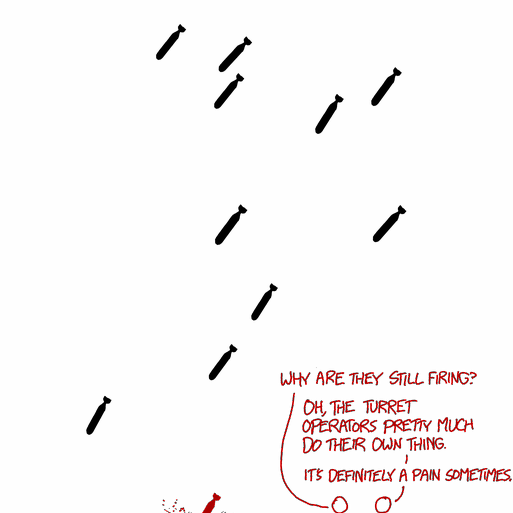 WHY ARE THEY STILL FIRING?
OH, THE TURRET
OPERATORS PRETTY MUCH
DO THEIR OWN THING.
IT'S DEFINITELY A PAIN SOMETIMES.